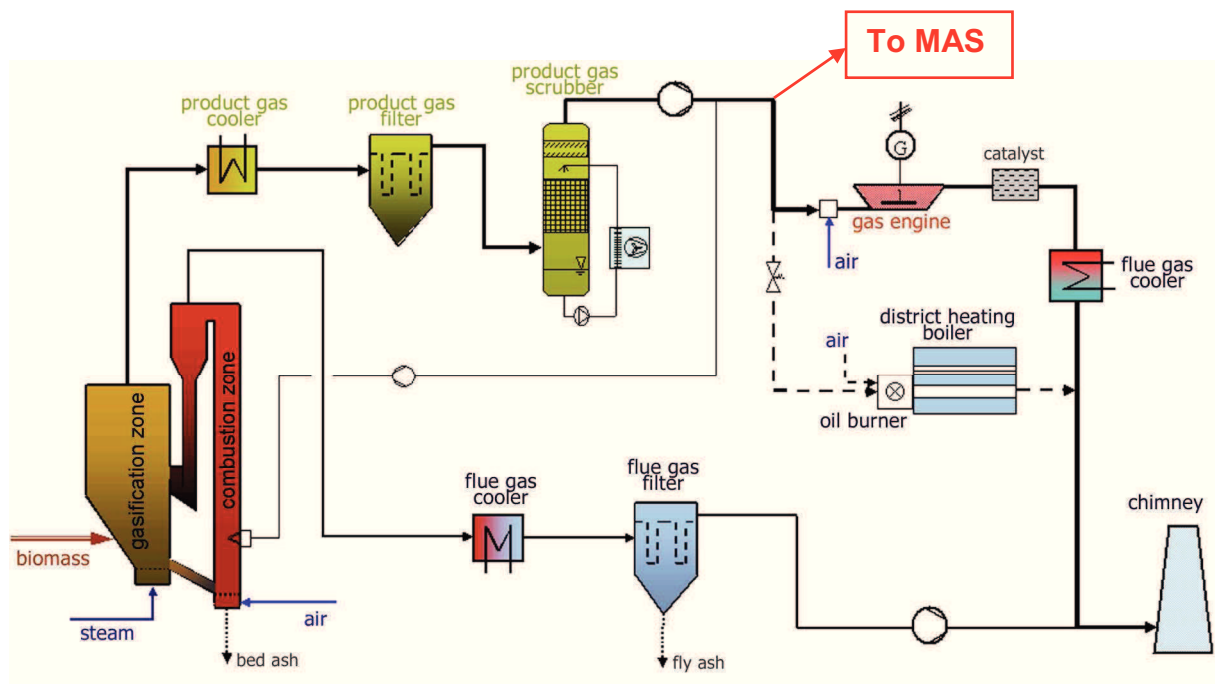 To MAS
product gas
scrubber
product gas
cooler
product gas
filter
G
catalyst
gas engine
air
flue gas
cooler
district heating
boiler
air
oil burner
gasification zone
combustion zone
flue gas
cooler
flue gas
filter
chimney
biomass
steam
air
bed ash
fly ash